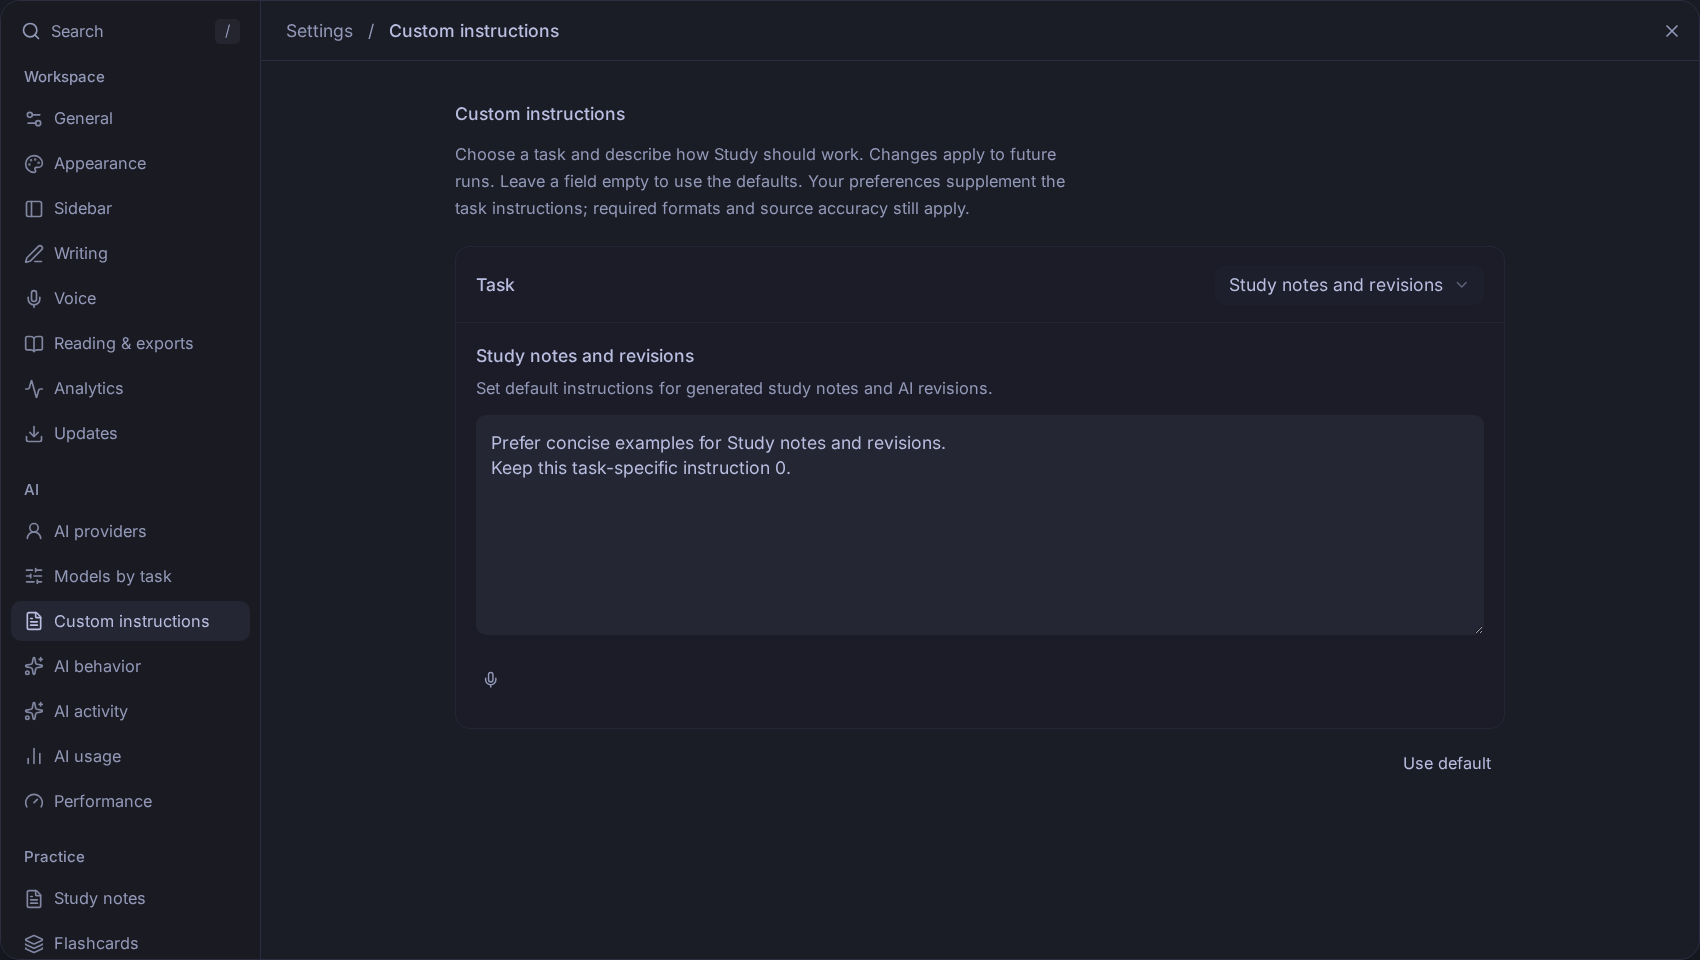 Search
/
Workspace
General
Appearance
Sidebar
Writing
Voice
Reading & exports
Analytics
Updates
AI
AI providers
Models by task
Custom instructions
AI behavior
AI activity
AI usage
Performance
Practice
Study notes
Flashcards
Settings / Custom instructions
Custom instructions
Choose a task and describe how Study should work. Changes apply to future
runs. Leave a field empty to use the defaults. Your preferences supplement the
task instructions; required formats and source accuracy still apply.
Task
Study notes and revisions
Study notes and revisions
Set default instructions for generated study notes and AI revisions.
Prefer concise examples for Study notes and revisions.
Keep this task-specific instruction 0.
Use default